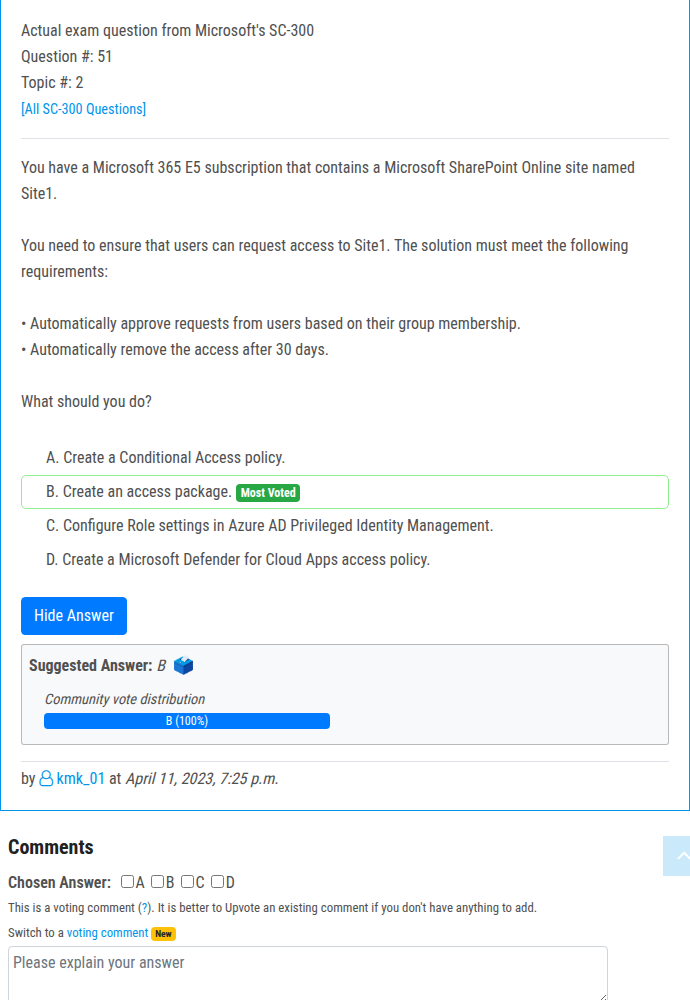 Actual exam question from Microsoft's SC-300
Question #: 51
Topic #: 2
[All SC-300 Questions]
You have a Microsoft 365 E5 subscription that contains a Microsoft SharePoint Online site named
Site1.
You need to ensure that users can request access to Site1. The solution must meet the following
requirements:
• Automatically approve requests from users based on their group membership.
• Automatically remove the access after 30 days.
What should you do?
A. Create a Conditional Access policy.
B. Create an access package. Most Voted
C. Configure Role settings in Azure AD Privileged Identity Management.
D. Create a Microsoft Defender for Cloud Apps access policy.
Hide Answer
Suggested Answer: B
Community vote distribution
B (100%)
by kmk_01 at April 11, 2023, 7:25 p.m.
Comments
Chosen Answer: A B C D
This is a voting comment (?). It is better to Upvote an existing comment if you don't have anything to add.
Switch to a voting comment New
Please explain your answer